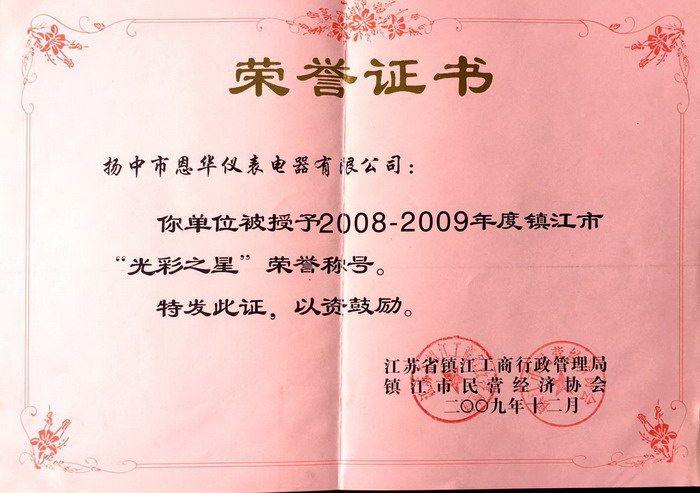 荣誉证书
扬中市恩华仪表电器有限公司：
你单位被授予2008-2009年度镇江市
“光彩之星”荣誉称号。
特发此证，以资鼓励。
江苏省镇江工商行政管理局
镇江市民营经济协会
二〇〇九年十二月